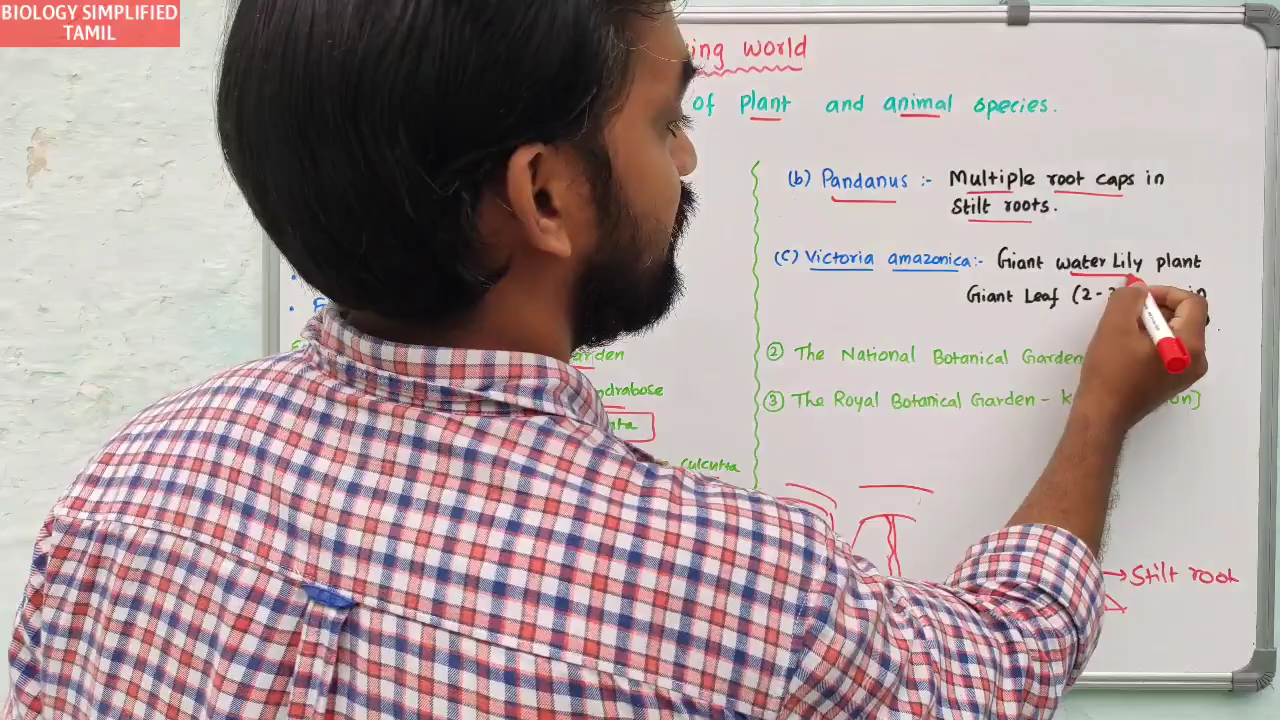 BIOLOGY SIMPLIFIED
TAMIL
ing world
of plant and animal species.
(b) Pandanus :- Multiple root caps in
Stilt roots.
(c) Victoria amazonica:- Giant water Lily plant
Giant Leaf (2-
arden
ndrabose
ta
culcutta
② The National Botanical Garden
③ The Royal Botanical Garden - K on]
Stilt root